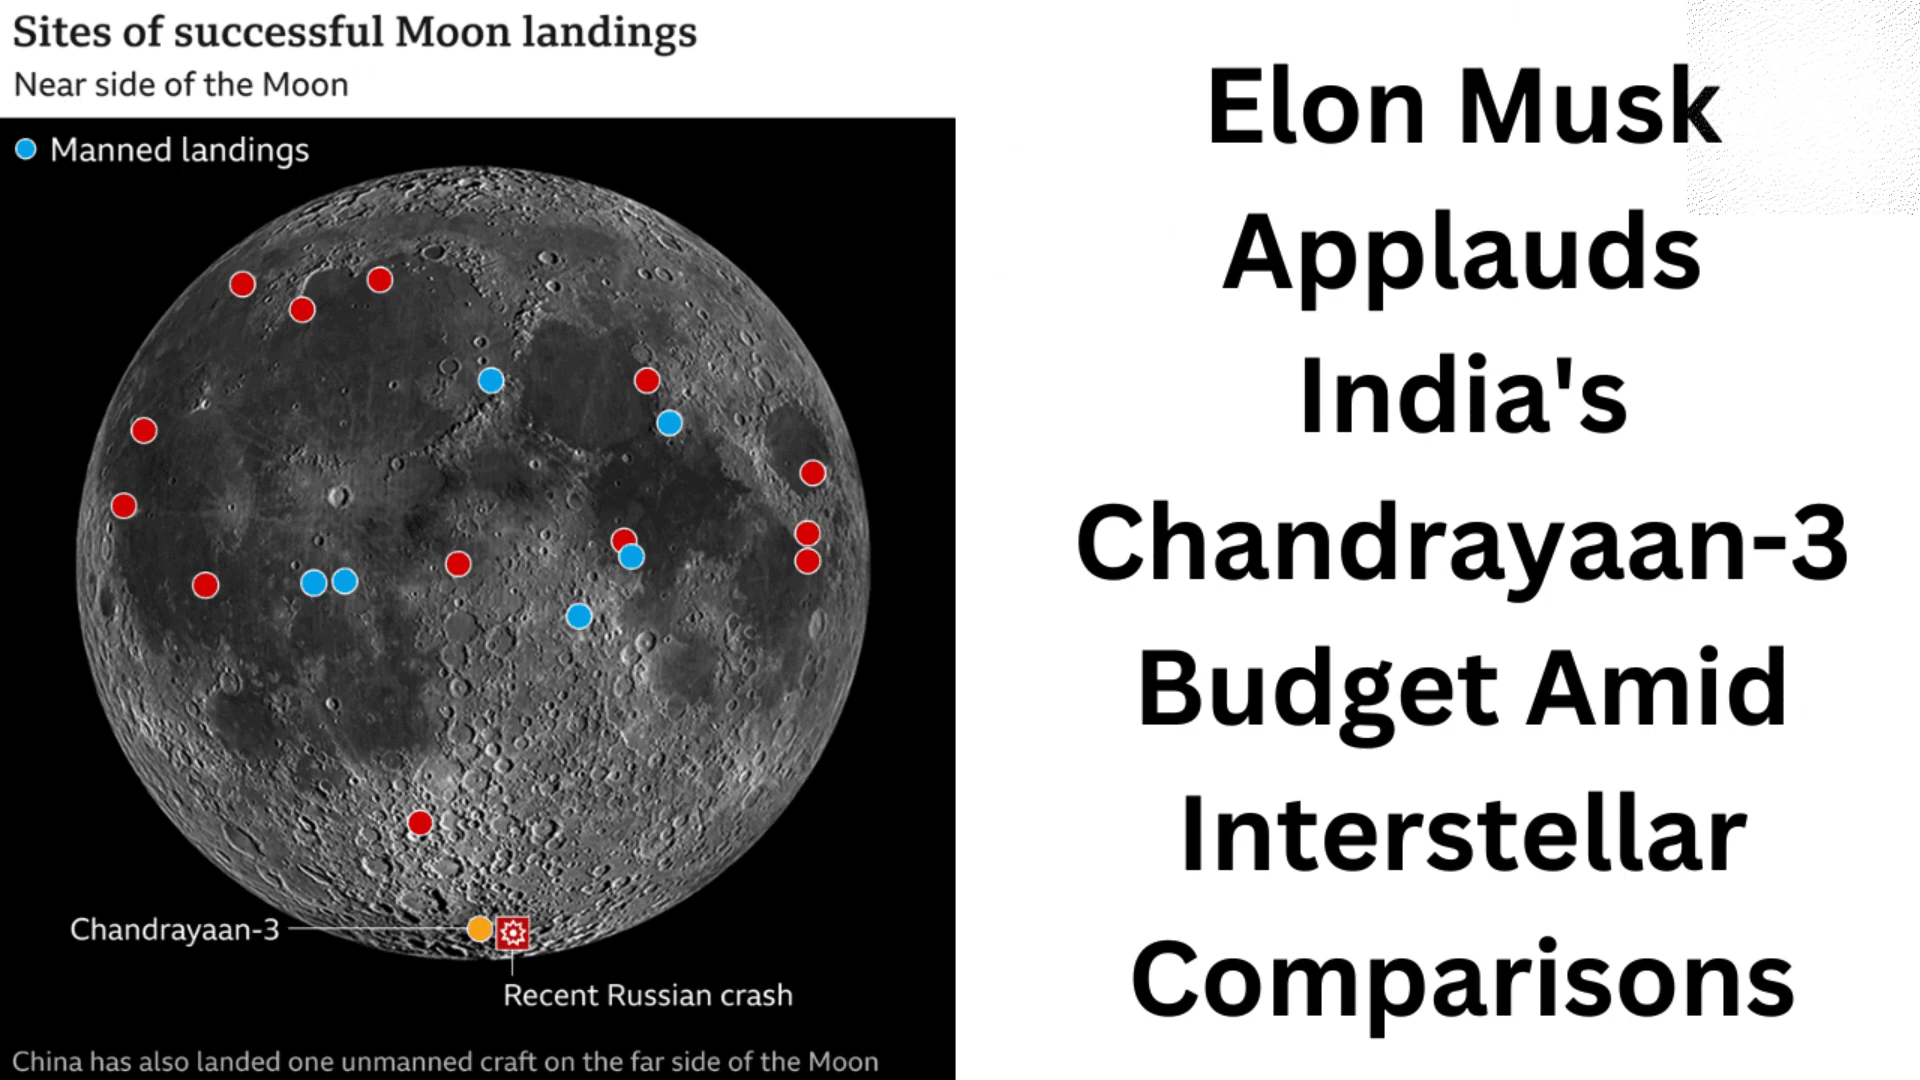 Sites of successful Moon landings
Near side of the Moon
Manned landings
Chandrayaan-3
Recent Russian crash
China has also landed one unmanned craft on the far side of the Moon
Elon Musk
Applauds
India's
Chandrayaan-3
Budget Amid
Interstellar
Comparisons